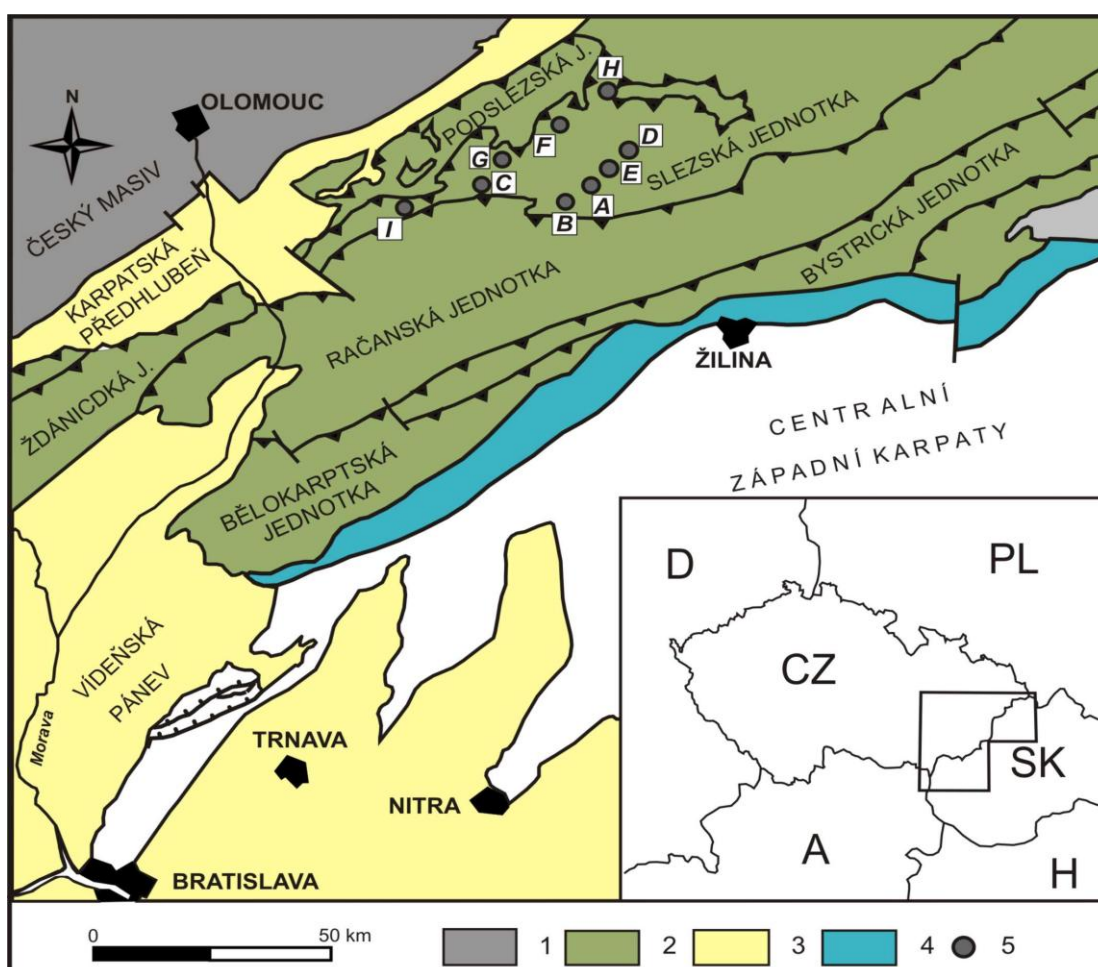 N
OLOMOUC
ČESKÝ MASIV
KARPATSKÁ
PŘEDHLUBEŇ
PODSLEZSKÁ J.
H
F
D
G
E
C
A
B
I
SLEZSKÁ JEDNOTKA
BYSTRICKÁ JEDNOTKA
RAČANSKÁ JEDNOTKA
ŽDÁNICDKÁ J.
ŽILINA
CENTRALNÍ
ZÁPADNÍ KARPATY
BĚLOKARPTSKÁ
JEDNOTKA
VÍDEŇSKÁ
PÁNEV
Morava
TRNAVA
NITRA
BRATISLAVA
D
PL
CZ
SK
A
H
0 50 km
1 2 3 4 5